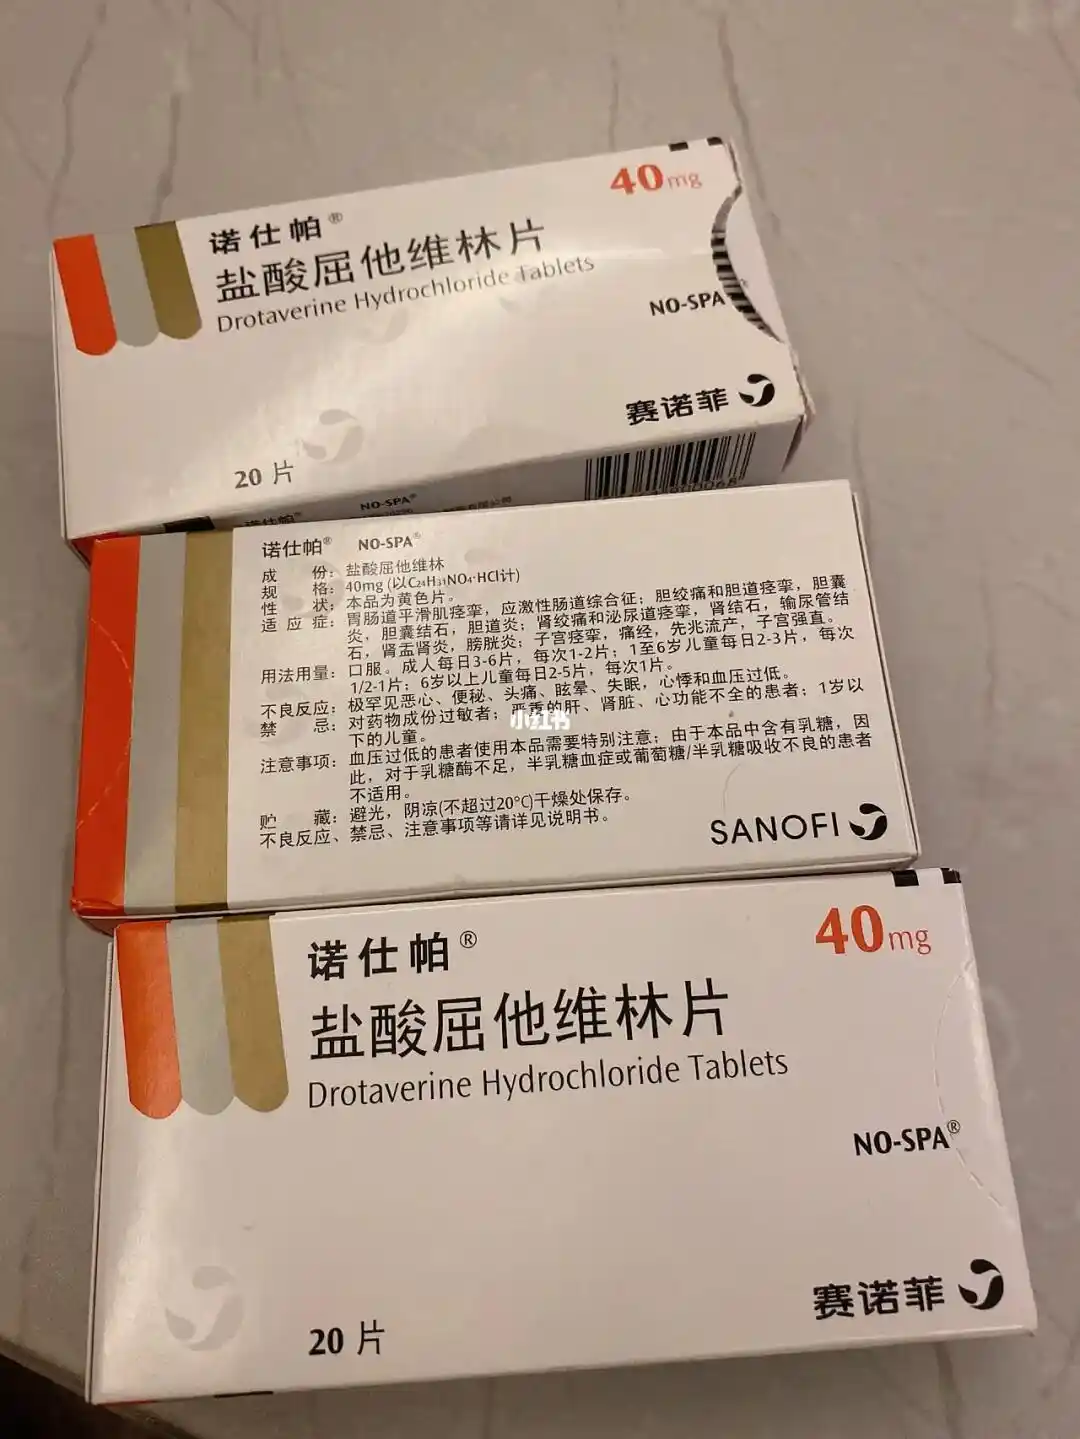 诺仕帕®
40mg
盐酸屈他维林片
Drotaverine Hydrochloride Tablets
NO-SPA
赛诺菲
20 片
NO-SPA®
诺仕帕®
诺仕帕® NO-SPA®
成 份：盐酸屈他维林
规 格：40mg (以C₂₄H₃₁NO₄·HCl计)
性 状：本品为黄色片。
适 应 症：胃肠道平滑肌痉挛，应激性肠道综合征；胆绞痛和胆道痉挛，胆囊
炎，胆囊结石，胆道炎；肾绞痛和泌尿道痉挛，肾结石，输尿管结
石，肾盂肾炎，膀胱炎；子宫痉挛，痛经，先兆流产，子宫强直。
用法用量：口服。成人每日3-6片，每次1-2片；1至6岁儿童每日2-3片，每次
1/2-1片；6岁以上儿童每日2-5片，每次1片。
不良反应：极罕见恶心、便秘、头痛、眩晕、失眠，心悸和血压过低。
禁 忌：对药物成份过敏者；严重的肝、肾脏、心功能不全的患者；1岁以
下的儿童。
小红书
注意事项：血压过低的患者使用本品需要特别注意；由于本品中含有乳糖，因
此，对于乳糖酶不足，半乳糖血症或葡萄糖/半乳糖吸收不良的患者
不适用。
贮 藏：避光，阴凉(不超过20℃)干燥处保存。
不良反应、禁忌、注意事项等请详见说明书。
SANOFI
诺仕帕®
40mg
盐酸屈他维林片
Drotaverine Hydrochloride Tablets
NO-SPA®
赛诺菲
20 片